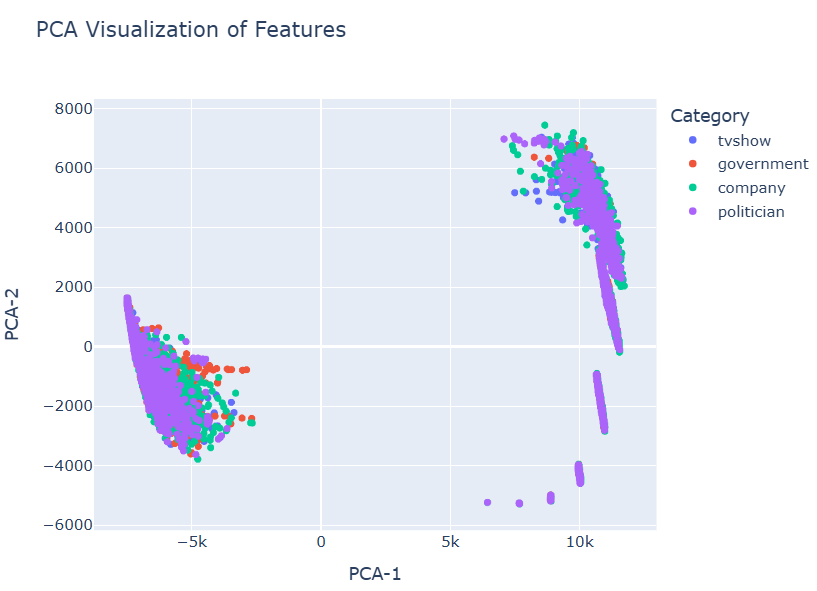 PCA Visualization of Features
8000
6000
4000
2000
0
−2000
−4000
−6000
−5k
0
5k
10k
PCA-1
PCA-2
Category
tvshow
government
company
politician